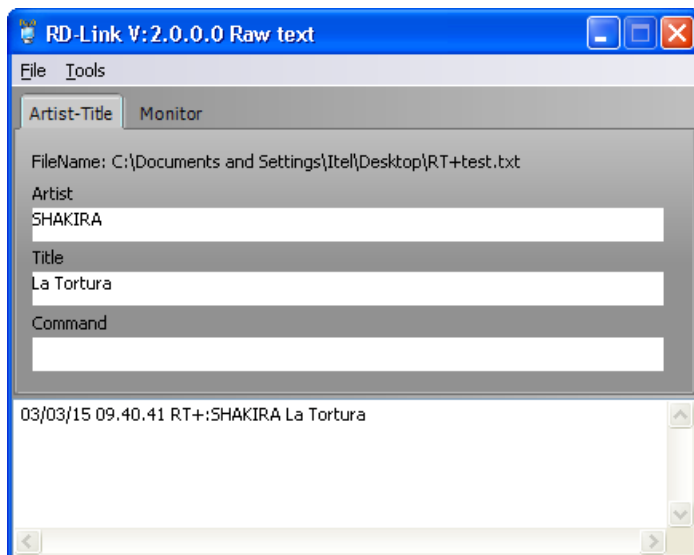 RD-Link V:2.0.0.0 Raw text
File Tools
Artist-Title Monitor
FileName: C:\Documents and Settings\Itel\Desktop\RT+test.txt
Artist
SHAKIRA
Title
La Tortura
Command
03/03/15 09.40.41 RT+:SHAKIRA La Tortura